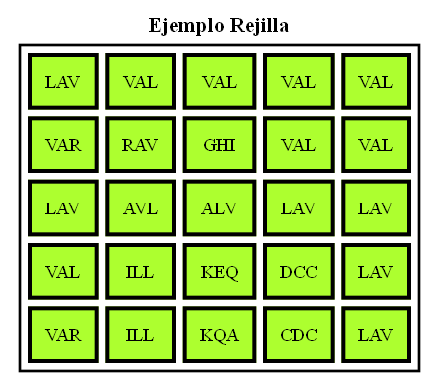 Ejemplo Rejilla
LAV VAL VAL VAL VAL
VAR RAV GHI VAL VAL
LAV AVL ALV LAV LAV
VAL ILL KEQ DCC LAV
VAR ILL KQA CDC LAV